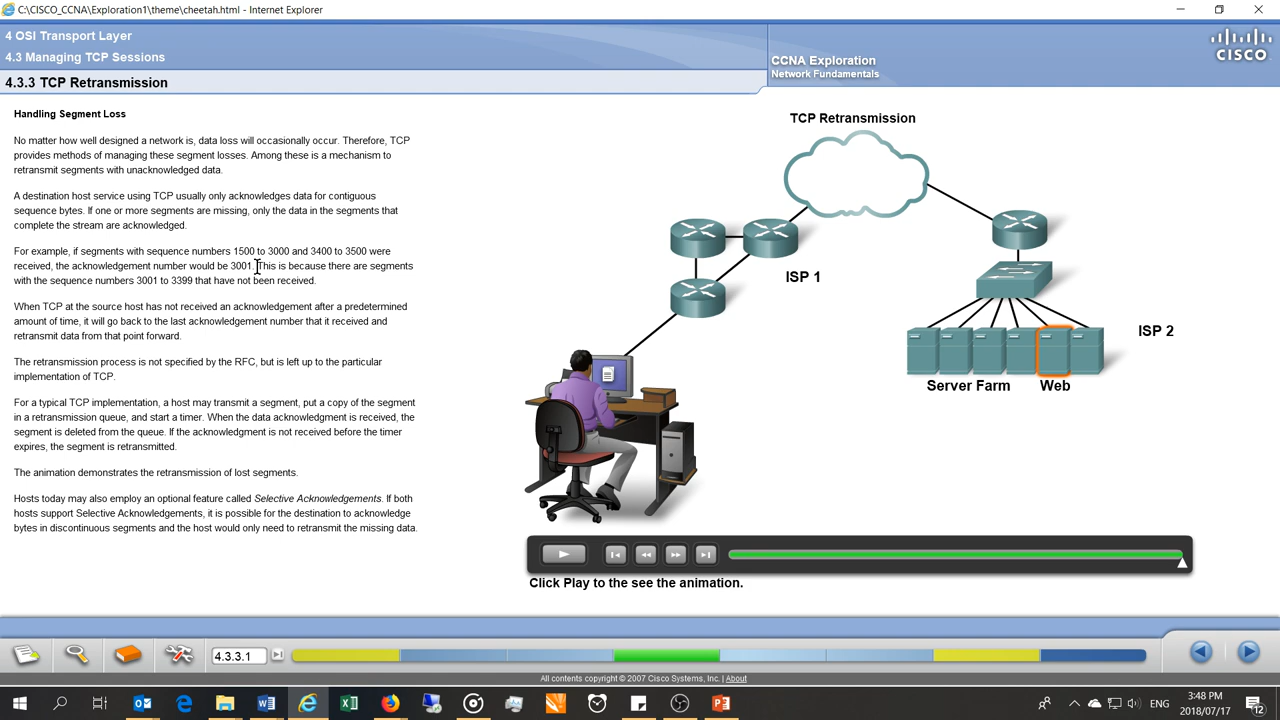 C:\CISCO_CCNA\Exploration1\theme\cheetah.html - Internet Explorer
4 OSI Transport Layer
4.3 Managing TCP Sessions
4.3.3 TCP Retransmission
CCNA Exploration
Network Fundamentals
CISCO
Handling Segment Loss
No matter how well designed a network is, data loss will occasionally occur. Therefore, TCP
provides methods of managing these segment losses. Among these is a mechanism to
retransmit segments with unacknowledged data.
A destination host service using TCP usually only acknowledges data for contiguous
sequence bytes. If one or more segments are missing, only the data in the segments that
complete the stream are acknowledged.
For example, if segments with sequence numbers 1500 to 3000 and 3400 to 3500 were
received, the acknowledgement number would be 3001. This is because there are segments
with the sequence numbers 3001 to 3399 that have not been received.
When TCP at the source host has not received an acknowledgement after a predetermined
amount of time, it will go back to the last acknowledgement number that it received and
retransmit data from that point forward.
The retransmission process is not specified by the RFC, but is left up to the particular
implementation of TCP.
For a typical TCP implementation, a host may transmit a segment, put a copy of the segment
in a retransmission queue, and start a timer. When the data acknowledgment is received, the
segment is deleted from the queue. If the acknowledgment is not received before the timer
expires, the segment is retransmitted.
The animation demonstrates the retransmission of lost segments.
Hosts today may also employ an optional feature called Selective Acknowledgements. If both
hosts support Selective Acknowledgements, it is possible for the destination to acknowledge
bytes in discontinuous segments and the host would only need to retransmit the missing data.
TCP Retransmission
ISP 1
ISP 2
Server Farm
Web
Click Play to the see the animation.
4.3.3.1
All contents copyright © 2007 Cisco Systems, Inc. | About
3:48 PM
2018/07/17
12